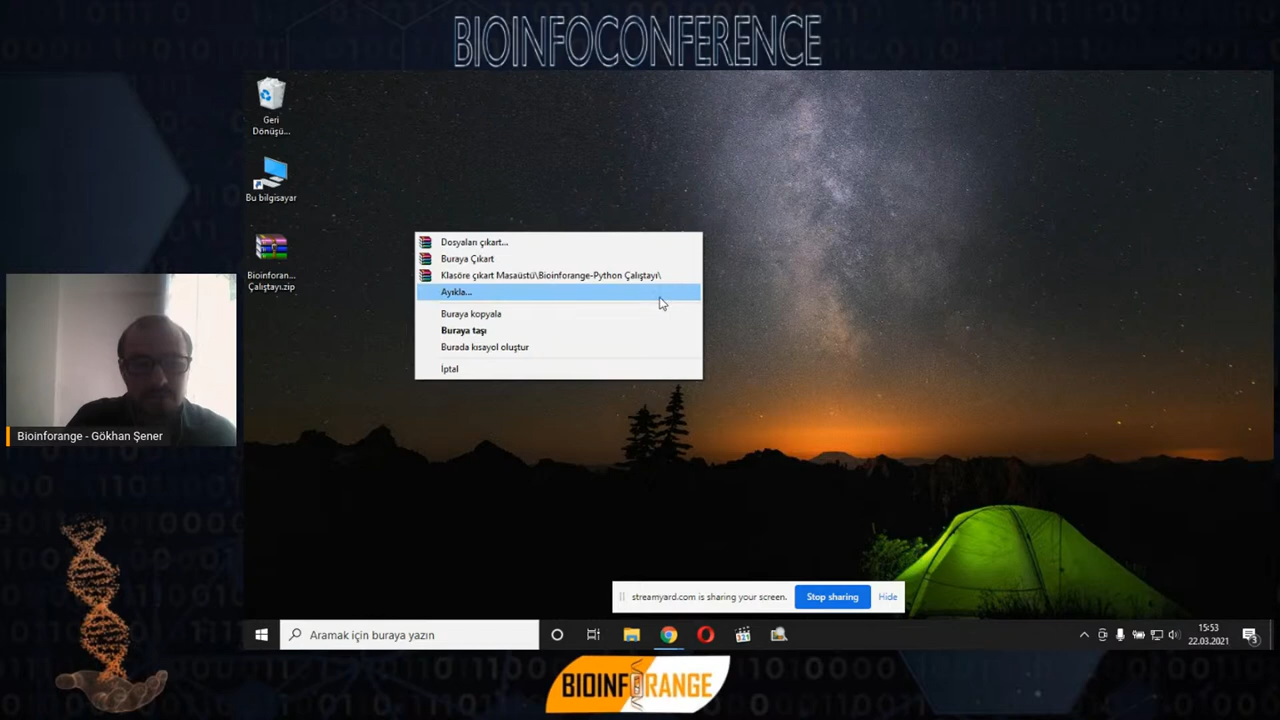 BIOINFOCONFERENCE
Geri
Dönüşü...
Bu bilgisayar
Bioinforan...
Çalıştayı.zip
Dosyaları çıkart...
Buraya Çıkart
Klasöre çıkart Masaüstü\Bioinforange-Python Çalıştayı\
Ayıkla...
Buraya kopyala
Buraya taşı
Burada kısayol oluştur
İptal
Bioinforange - Gökhan Şener
streamyard.com is sharing your screen.
Stop sharing
Hide
Aramak için buraya yazın
15:53
22.03.2021
3
BIOINFORANGE